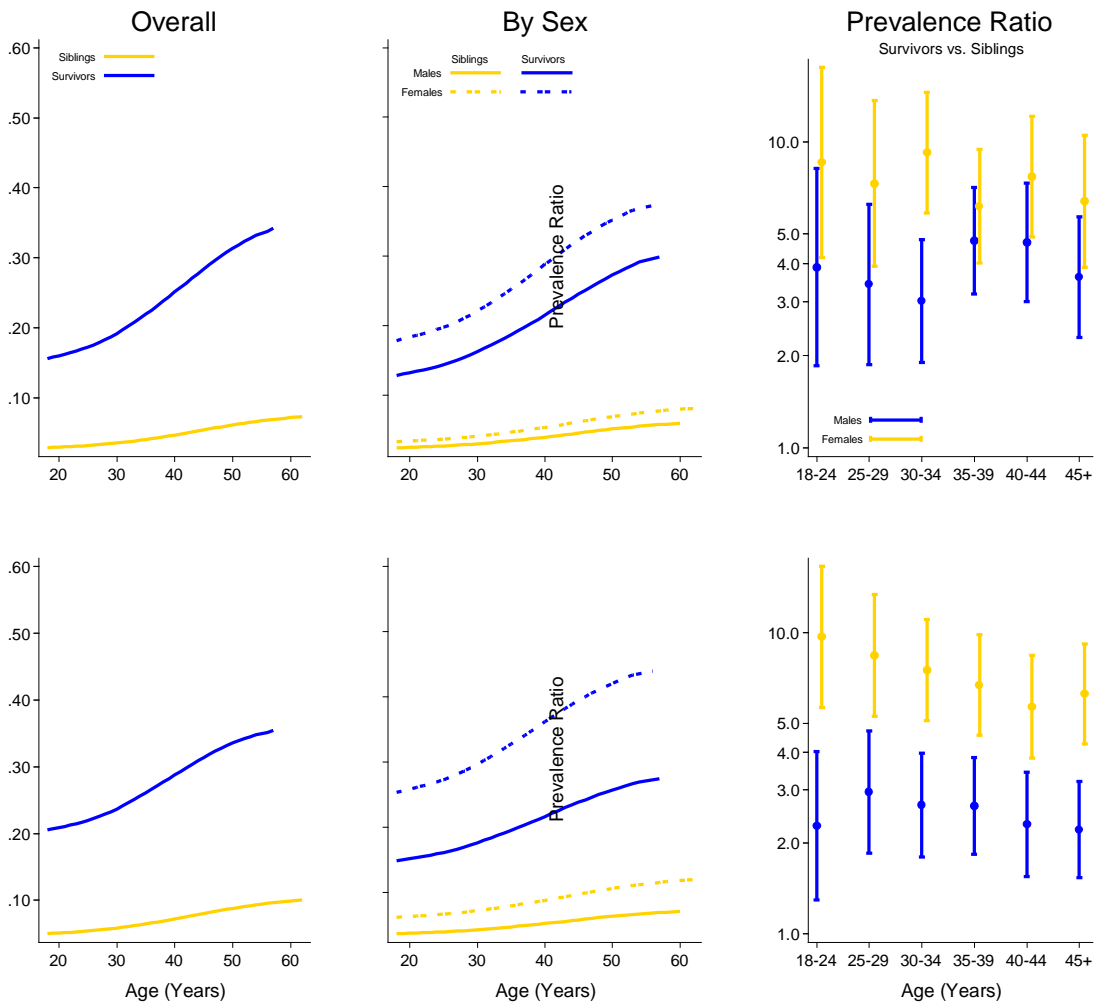 Overall
By Sex
Prevalence Ratio
Survivors vs. Siblings
.60
.50
.40
.30
.20
.10
Siblings
Survivors
20 30 40 50 60
Siblings Survivors
Males
Females
20 30 40 50 60
Prevalence Ratio
10.0
5.0
4.0
3.0
2.0
1.0
Males
Females
18-24 25-29 30-34 35-39 40-44 45+
.60
.50
.40
.30
.20
.10
20 30 40 50 60
Age (Years)
20 30 40 50 60
Age (Years)
Prevalence Ratio
10.0
5.0
4.0
3.0
2.0
1.0
18-24 25-29 30-34 35-39 40-44 45+
Age (Years)